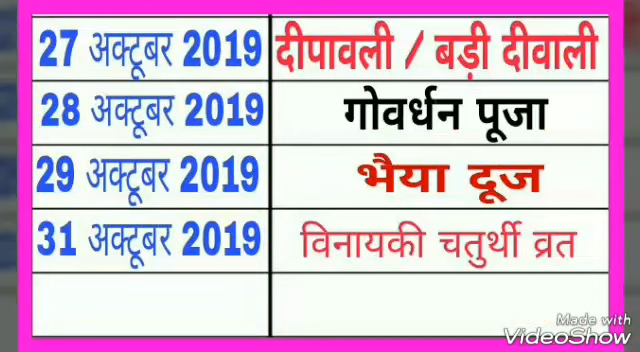 27 अक्टूबर 2019 दीपावली / बड़ी दीवाली
28 अक्टूबर 2019 गोवर्धन पूजा
29 अक्टूबर 2019 भैया दूज
31 अक्टूबर 2019 विनायकी चतुर्थी व्रत
Made with
VideoShow